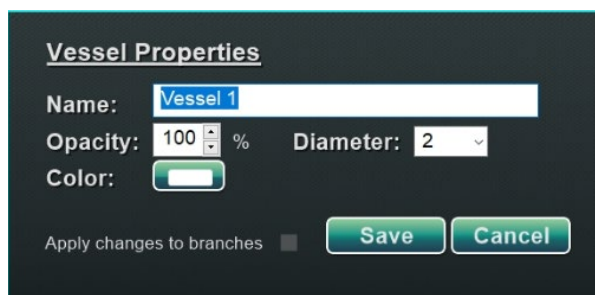 Vessel Properties
Name: Vessel 1
Opacity: 100 % Diameter: 2
Color:
Apply changes to branches Save Cancel